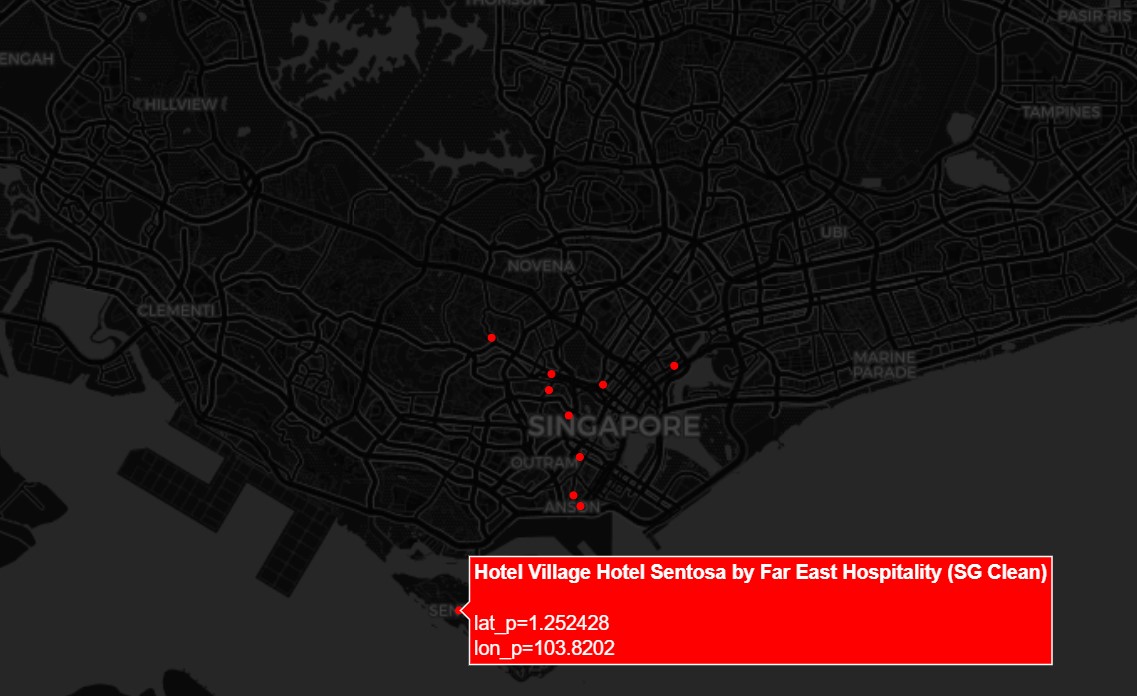 THOMSON
PASIR RIS
ENGAH
HILLVIEW
TAMPINES
UBI
NOVENA
CLEMENTI
MARINE
PARADE
SINGAPORE
OUTRAM
ANSON
Hotel Village Hotel Sentosa by Far East Hospitality (SG Clean)
SEN
lat_p=1.252428
lon_p=103.8202